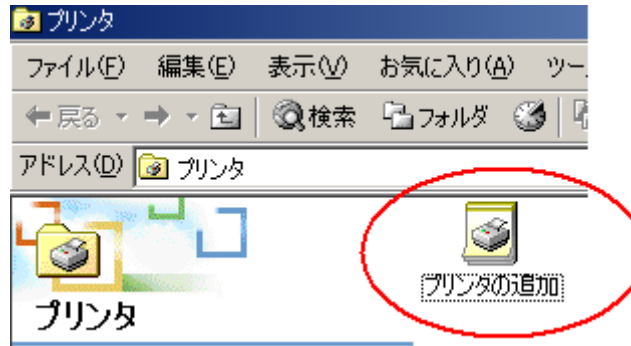 プリンタ
ファイル(F) 編集(E) 表示(V) お気に入り(A) ツー
戻る 検索 フォルダ
アドレス(D) プリンタ
プリンタの追加
プリンタ